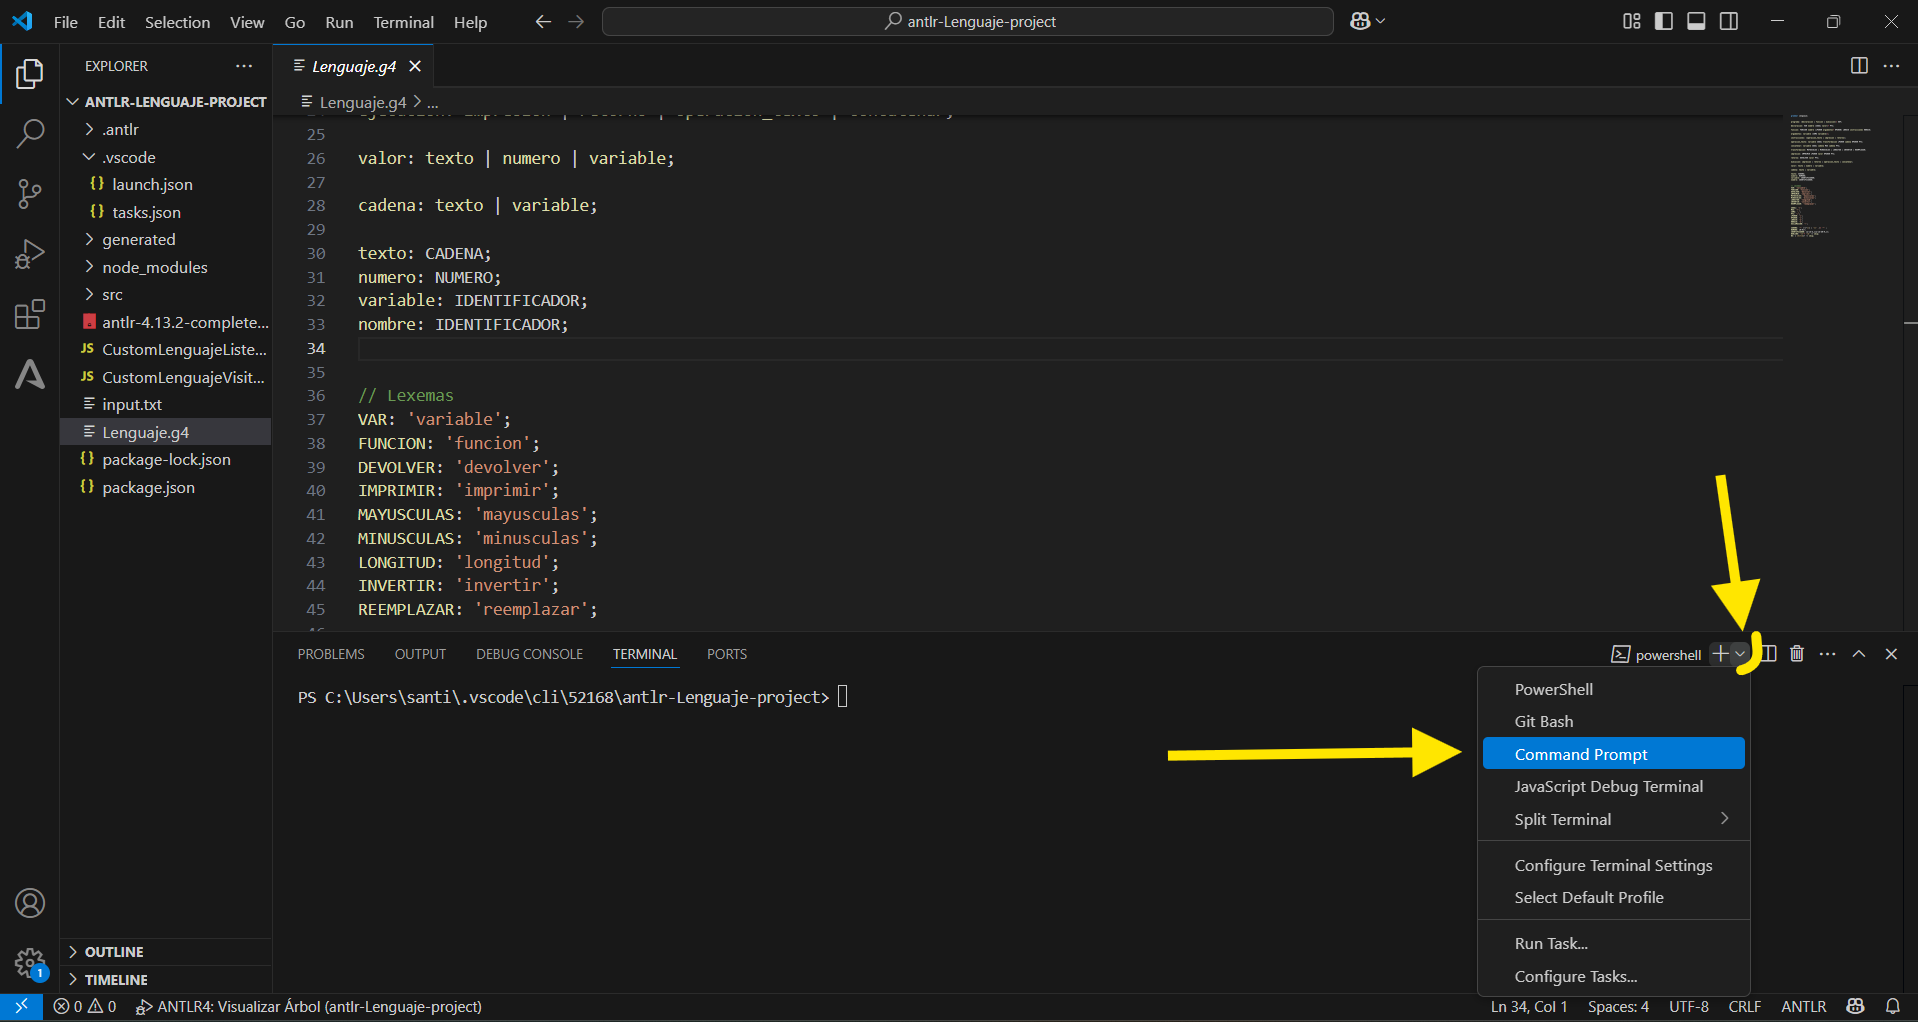 File Edit Selection View Go Run Terminal Help
antlr-Lenguaje-project
EXPLORER
ANTLR-LENGUAJE-PROJECT
.antlr
.vscode
launch.json
tasks.json
generated
node_modules
src
antlr-4.13.2-complete...
JS CustomLenguajeListe...
JS CustomLenguajeVisit...
input.txt
Lenguaje.g4
package-lock.json
package.json
OUTLINE
TIMELINE
Lenguaje.g4
Lenguaje.g4 > ...
25
26 valor: texto | numero | variable;
27
28 cadena: texto | variable;
29
30 texto: CADENA;
31 numero: NUMERO;
32 variable: IDENTIFICADOR;
33 nombre: IDENTIFICADOR;
34
35
36 // Lexemas
37 VAR: 'variable';
38 FUNCION: 'funcion';
39 DEVOLVER: 'devolver';
40 IMPRIMIR: 'imprimir';
41 MAYUSCULAS: 'mayusculas';
42 MINUSCULAS: 'minusculas';
43 LONGITUD: 'longitud';
44 INVERTIR: 'invertir';
45 REEMPLAZAR: 'reemplazar';
PROBLEMS OUTPUT DEBUG CONSOLE TERMINAL PORTS
powershell
PS C:\Users\santi\.vscode\cli\52168\antlr-Lenguaje-project>
PowerShell
Git Bash
Command Prompt
JavaScript Debug Terminal
Split Terminal
Configure Terminal Settings
Select Default Profile
Run Task...
Configure Tasks...
1
0 0 ANTLR4: Visualizar Árbol (antlr-Lenguaje-project)
Ln 34, Col 1 Spaces: 4 UTF-8 CRLF ANTLR